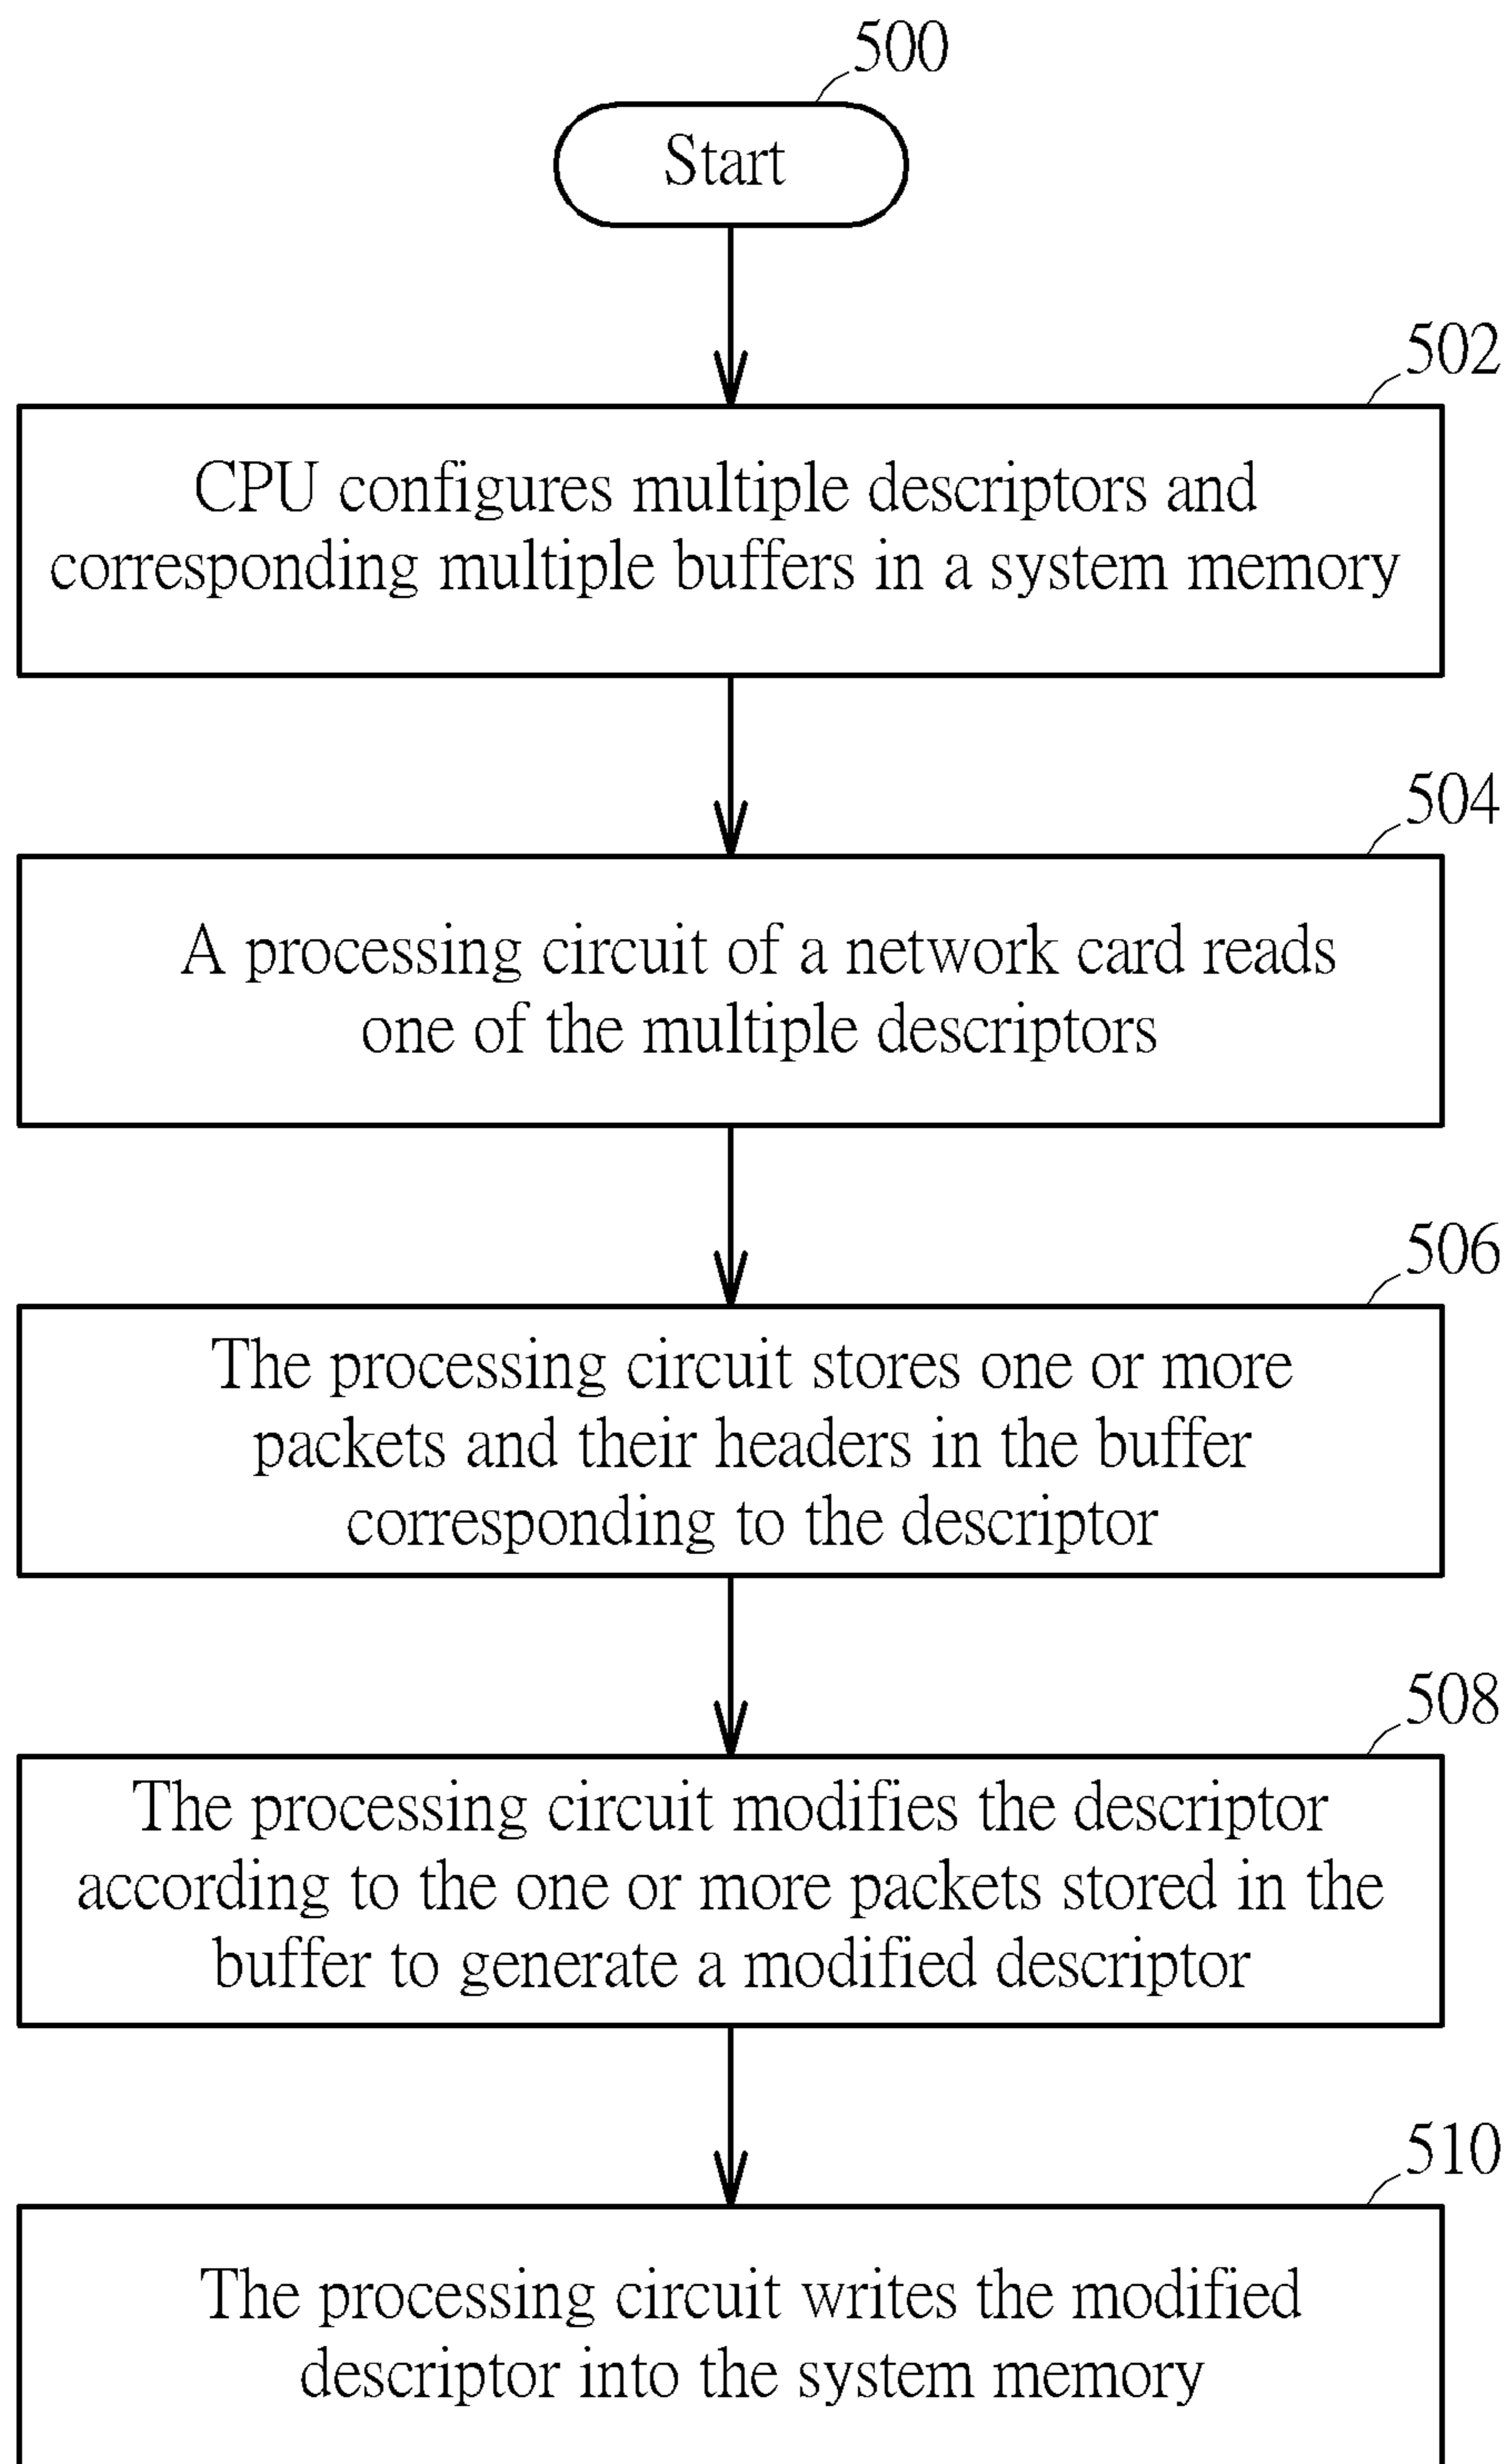 500
Start
502
CPU configures multiple descriptors and
corresponding multiple buffers in a system memory
504
A processing circuit of a network card reads
one of the multiple descriptors
506
The processing circuit stores one or more
packets and their headers in the buffer
corresponding to the descriptor
508
The processing circuit modifies the descriptor
according to the one or more packets stored in the
buffer to generate a modified descriptor
510
The processing circuit writes the modified
descriptor into the system memory